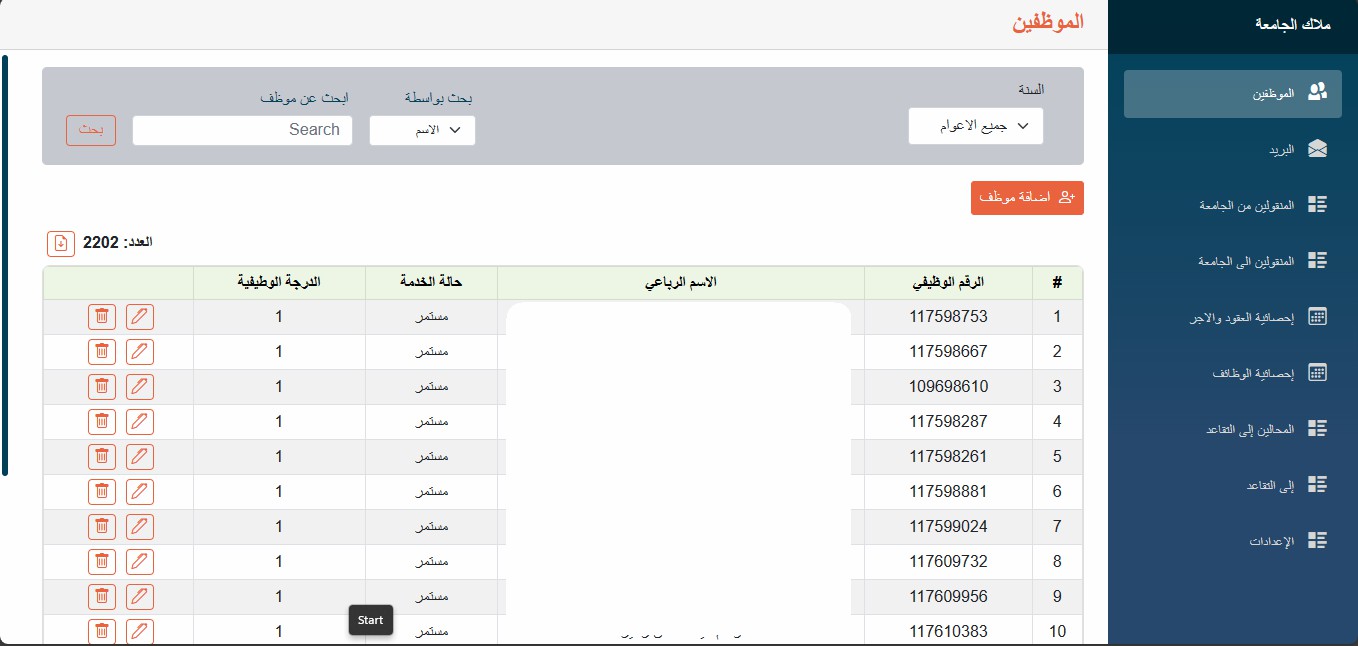 ملاك الجامعة
الموظفين
البريد
المنقولين من الجامعة
المنقولين الى الجامعة
إحصائية العقود والاجر
إحصائية الوظائف
المحالين إلى التقاعد
إلى التقاعد
الإعدادات
الموظفين
السنة
جميع الاعوام
بحث بواسطة
الاسم
ابحث عن موظف
Search
بحث
اضافة موظف
العدد: 2202
# الرقم الوظيفي الاسم الرباعي حالة الخدمة الدرجة الوظيفية
1 117598753 مستمر 1
2 117598667 مستمر 1
3 109698610 مستمر 1
4 117598287 مستمر 1
5 117598261 مستمر 1
6 117598881 مستمر 1
7 117599024 مستمر 1
8 117609732 مستمر 1
9 117609956 مستمر 1
10 117610383 مستمر 1
Start